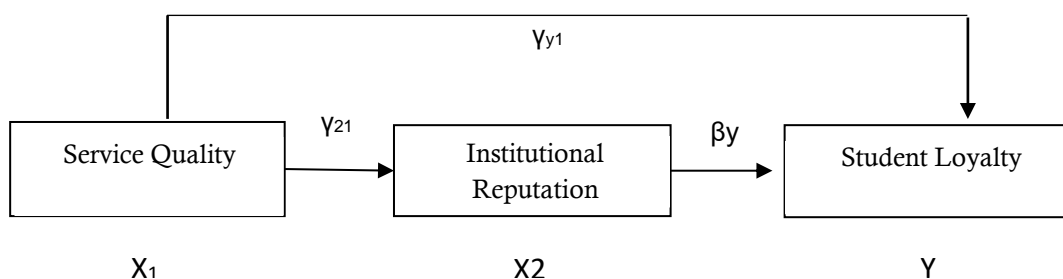 γy1
γ21
βy
Service Quality
Institutional
Reputation
Student Loyalty
X1
X2
Y